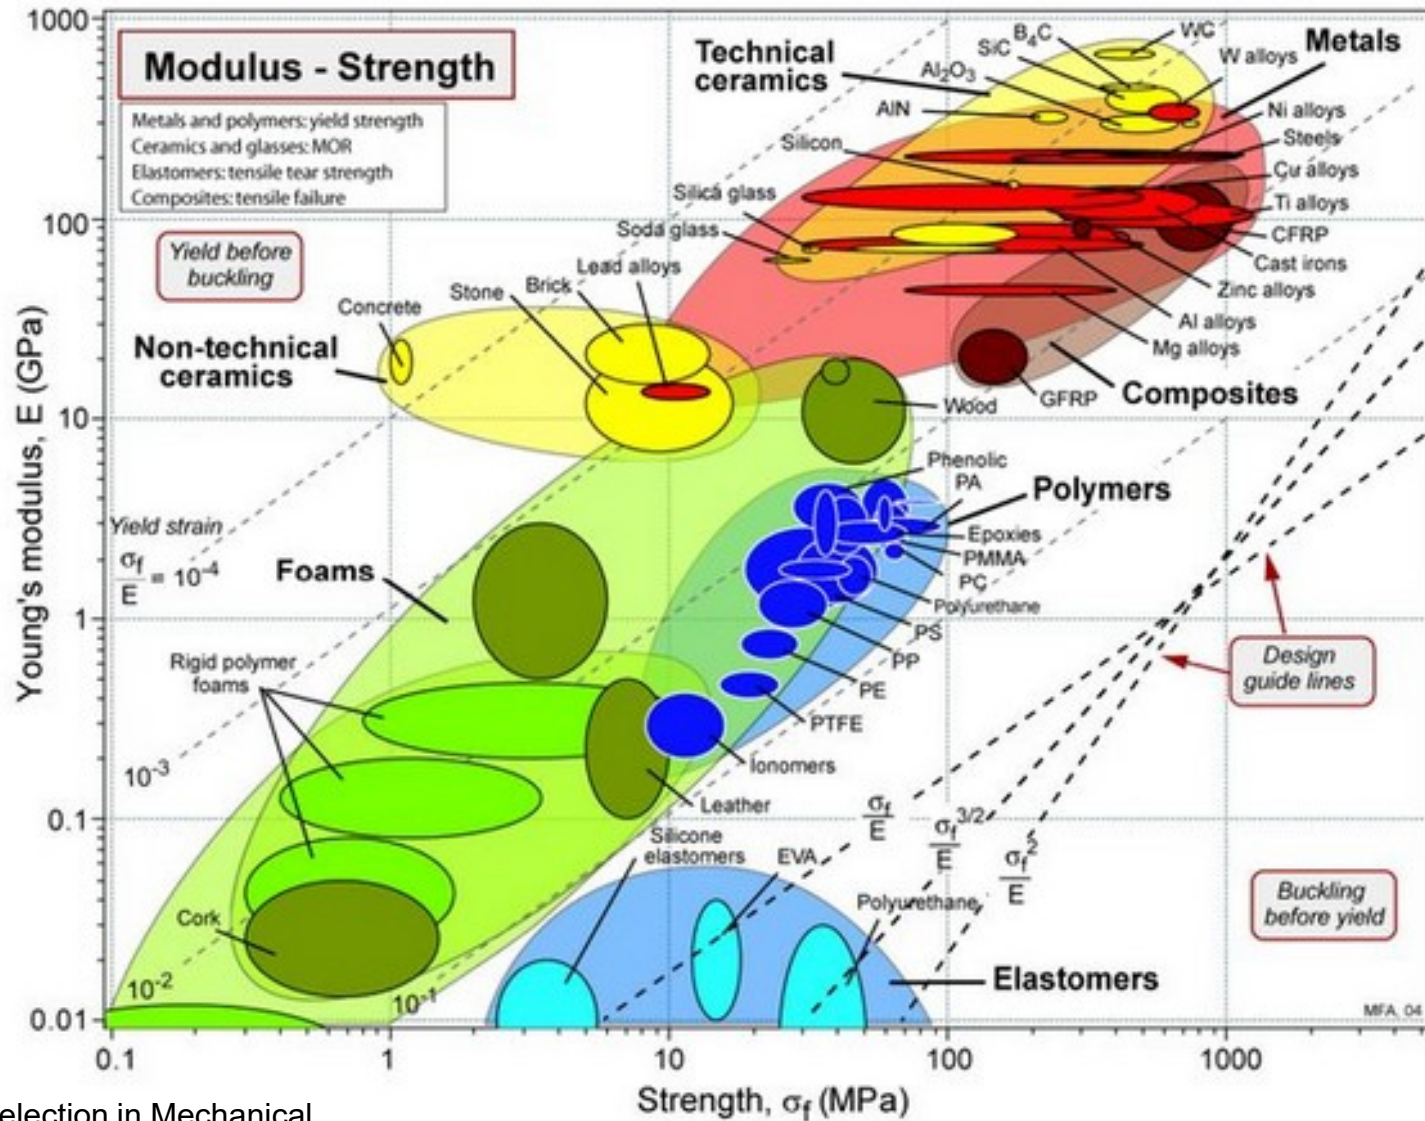 1000
100
10
1
0.1
0.01
Young's modulus, E (GPa)
Modulus - Strength
Metals and polymers: yield strength
Ceramics and glasses: MOR
Elastomers: tensile tear strength
Composites: tensile failure
Yield before
buckling
Technical
ceramics
B₄C
SiC
WC
Metals
W alloys
Al₂O₃
AlN
Ni alloys
Steels
Silicon
Cu alloys
Silica glass
Ti alloys
Soda glass
CFRP
Cast irons
Lead alloys
Zinc alloys
Brick
Stone
Concrete
Al alloys
Mg alloys
Non-technical
ceramics
GFRP
Composites
Wood
Phenolic
PA
Polymers
Epoxies
PMMA
PC
Polyurethane
PS
PP
PE
PTFE
Ionomers
Leather
Yield strain
σf/E = 10⁻⁴
Foams
Rigid polymer
foams
10⁻³
Design
guide lines
Silicone
elastomers
EVA
σf/E
σf^3/2/E
σf²/E
Polyurethane
Buckling
before yield
Cork
10⁻²
10⁻¹
Elastomers
MFA, 04
0.1
1
10
100
1000
Strength, σf (MPa)
election in Mechanical